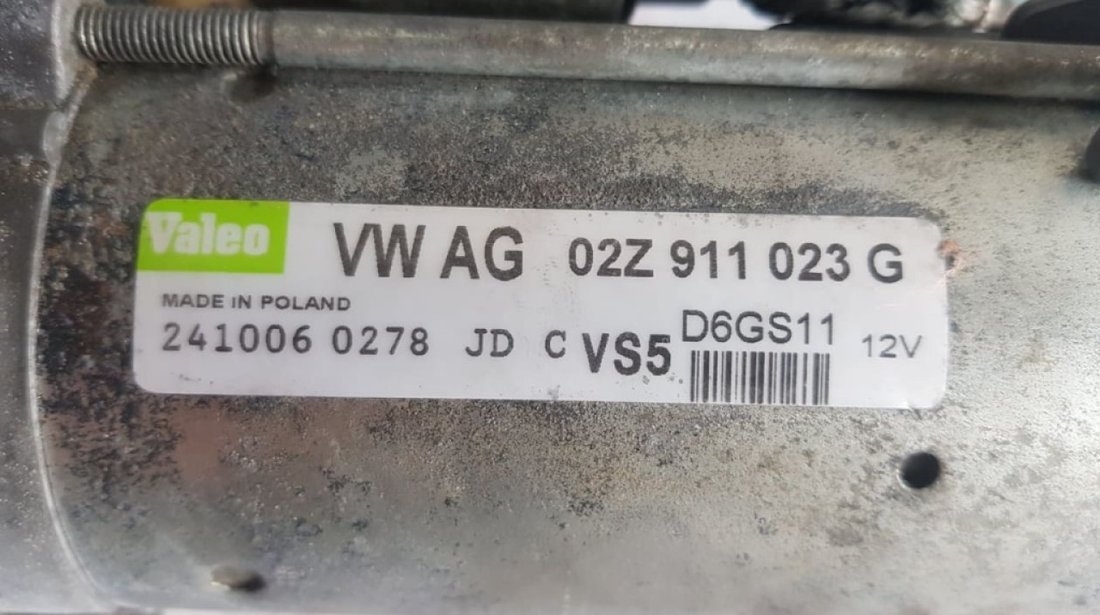 Valeo VW AG 02Z 911 023 G
MADE IN POLAND
241006 0278 JD C VS5 D6GS11 12V